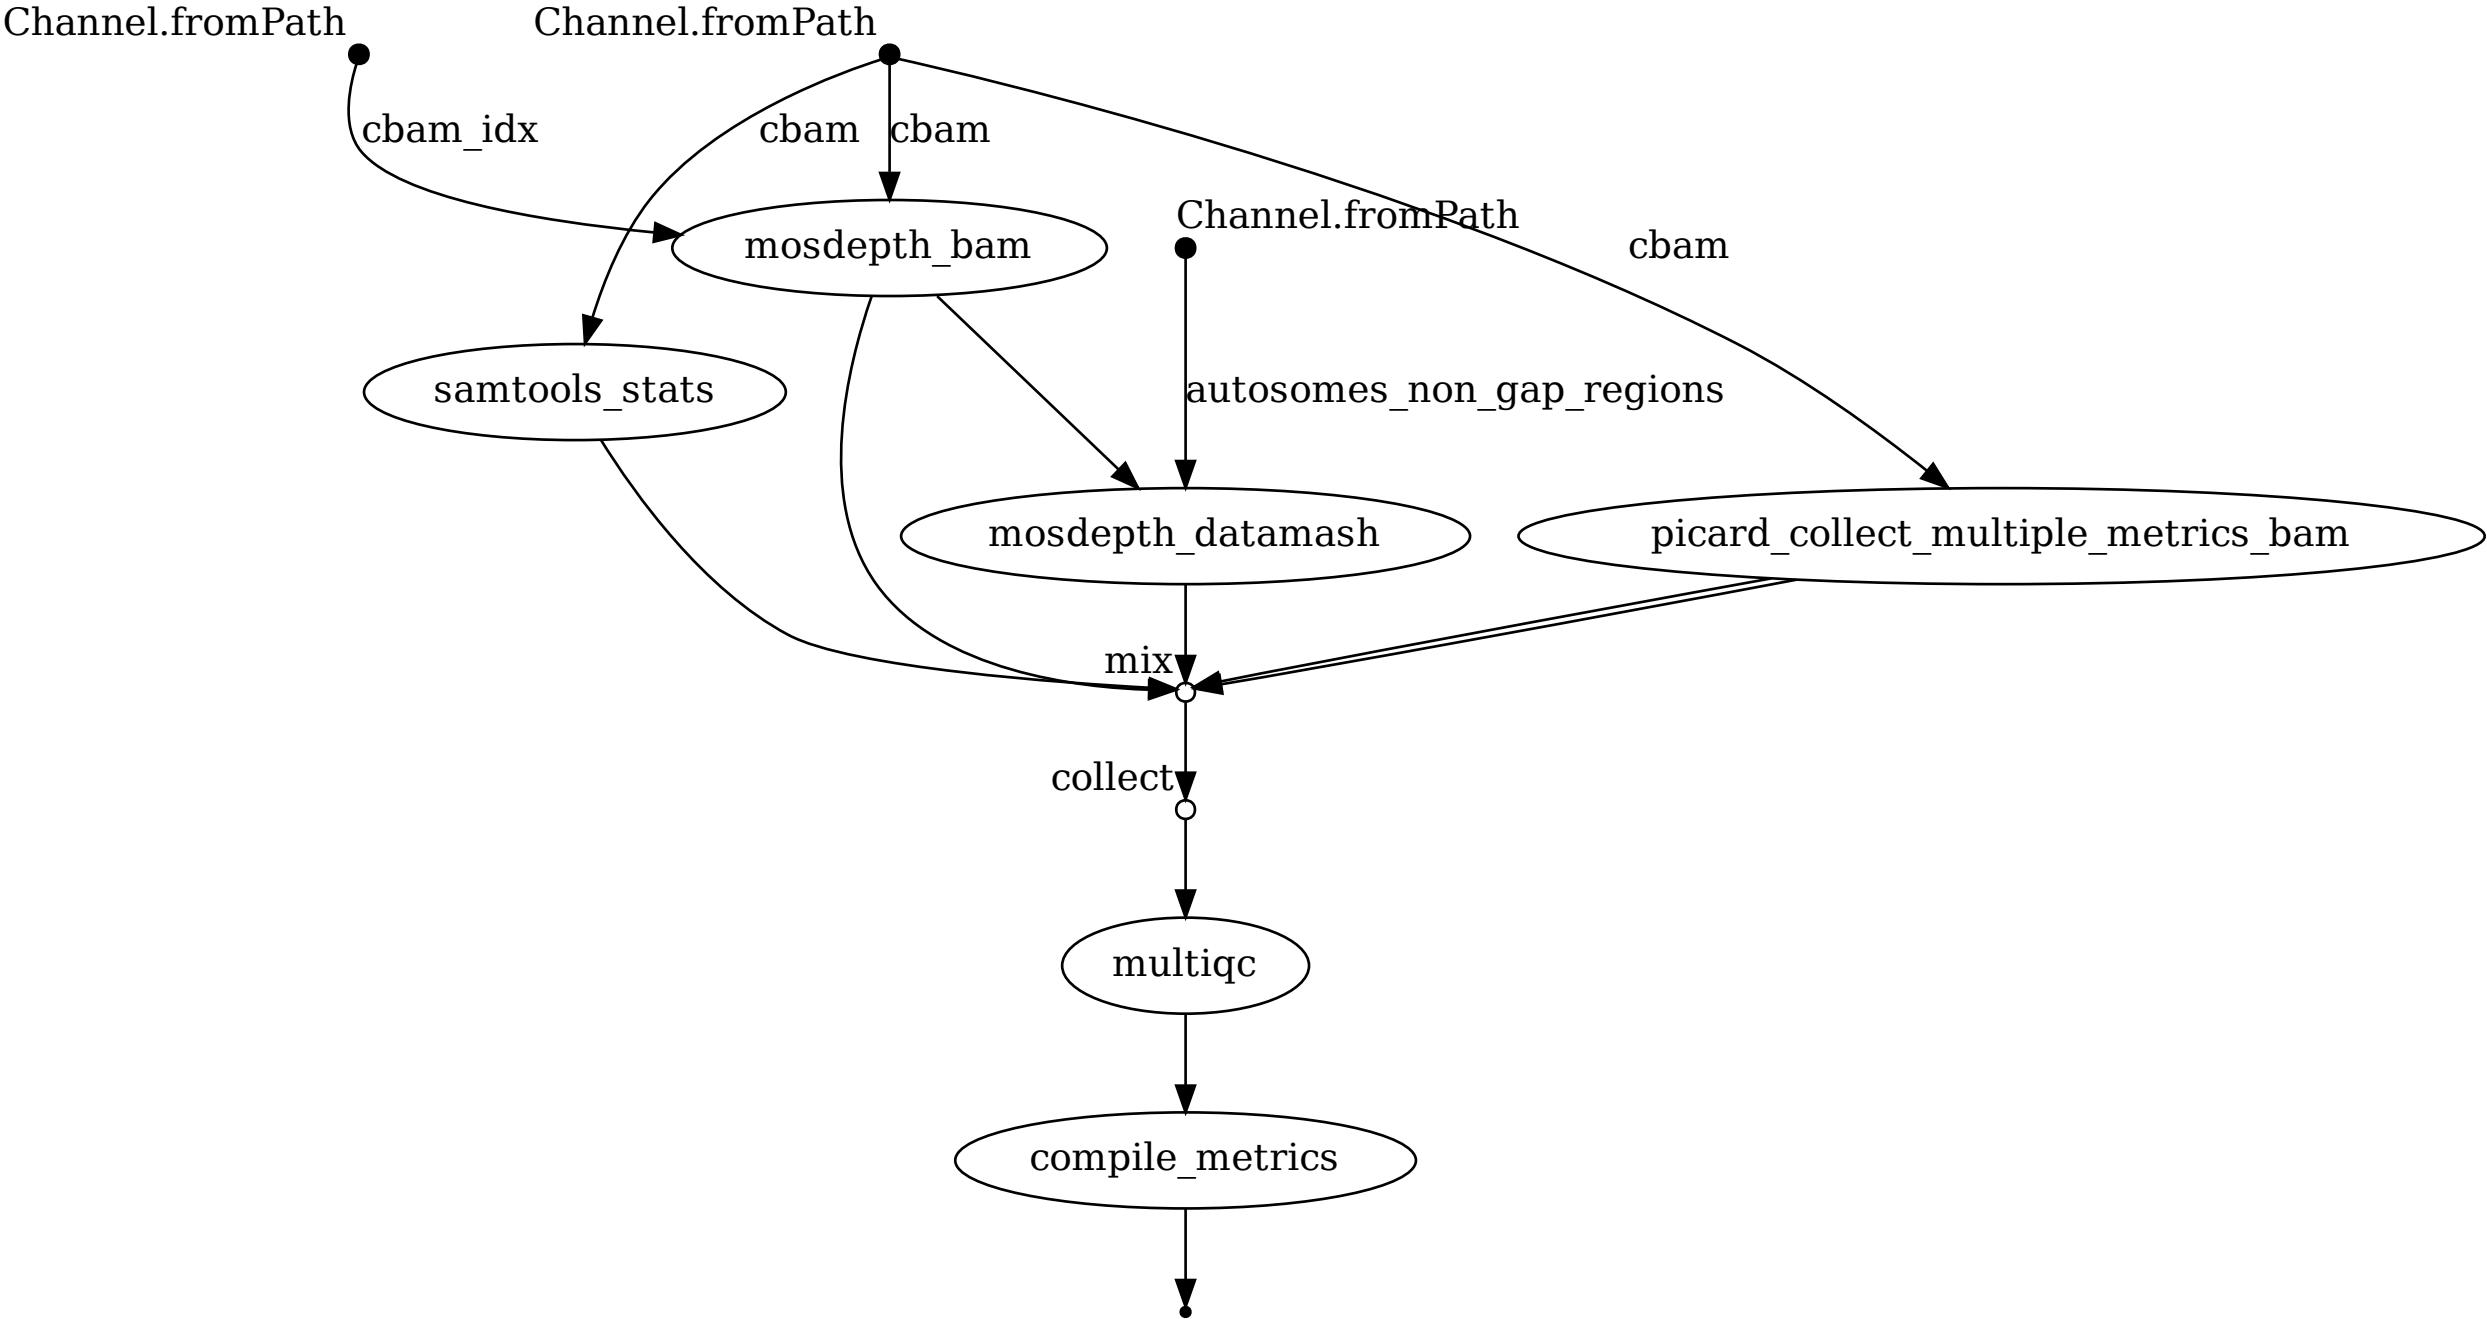 Channel.fromPath
Channel.fromPath
cbam_idx
cbam
cbam
Channel.fromPath
mosdepth_bam
cbam
samtools_stats
autosomes_non_gap_regions
mosdepth_datamash
picard_collect_multiple_metrics_bam
mix
collect
multiqc
compile_metrics